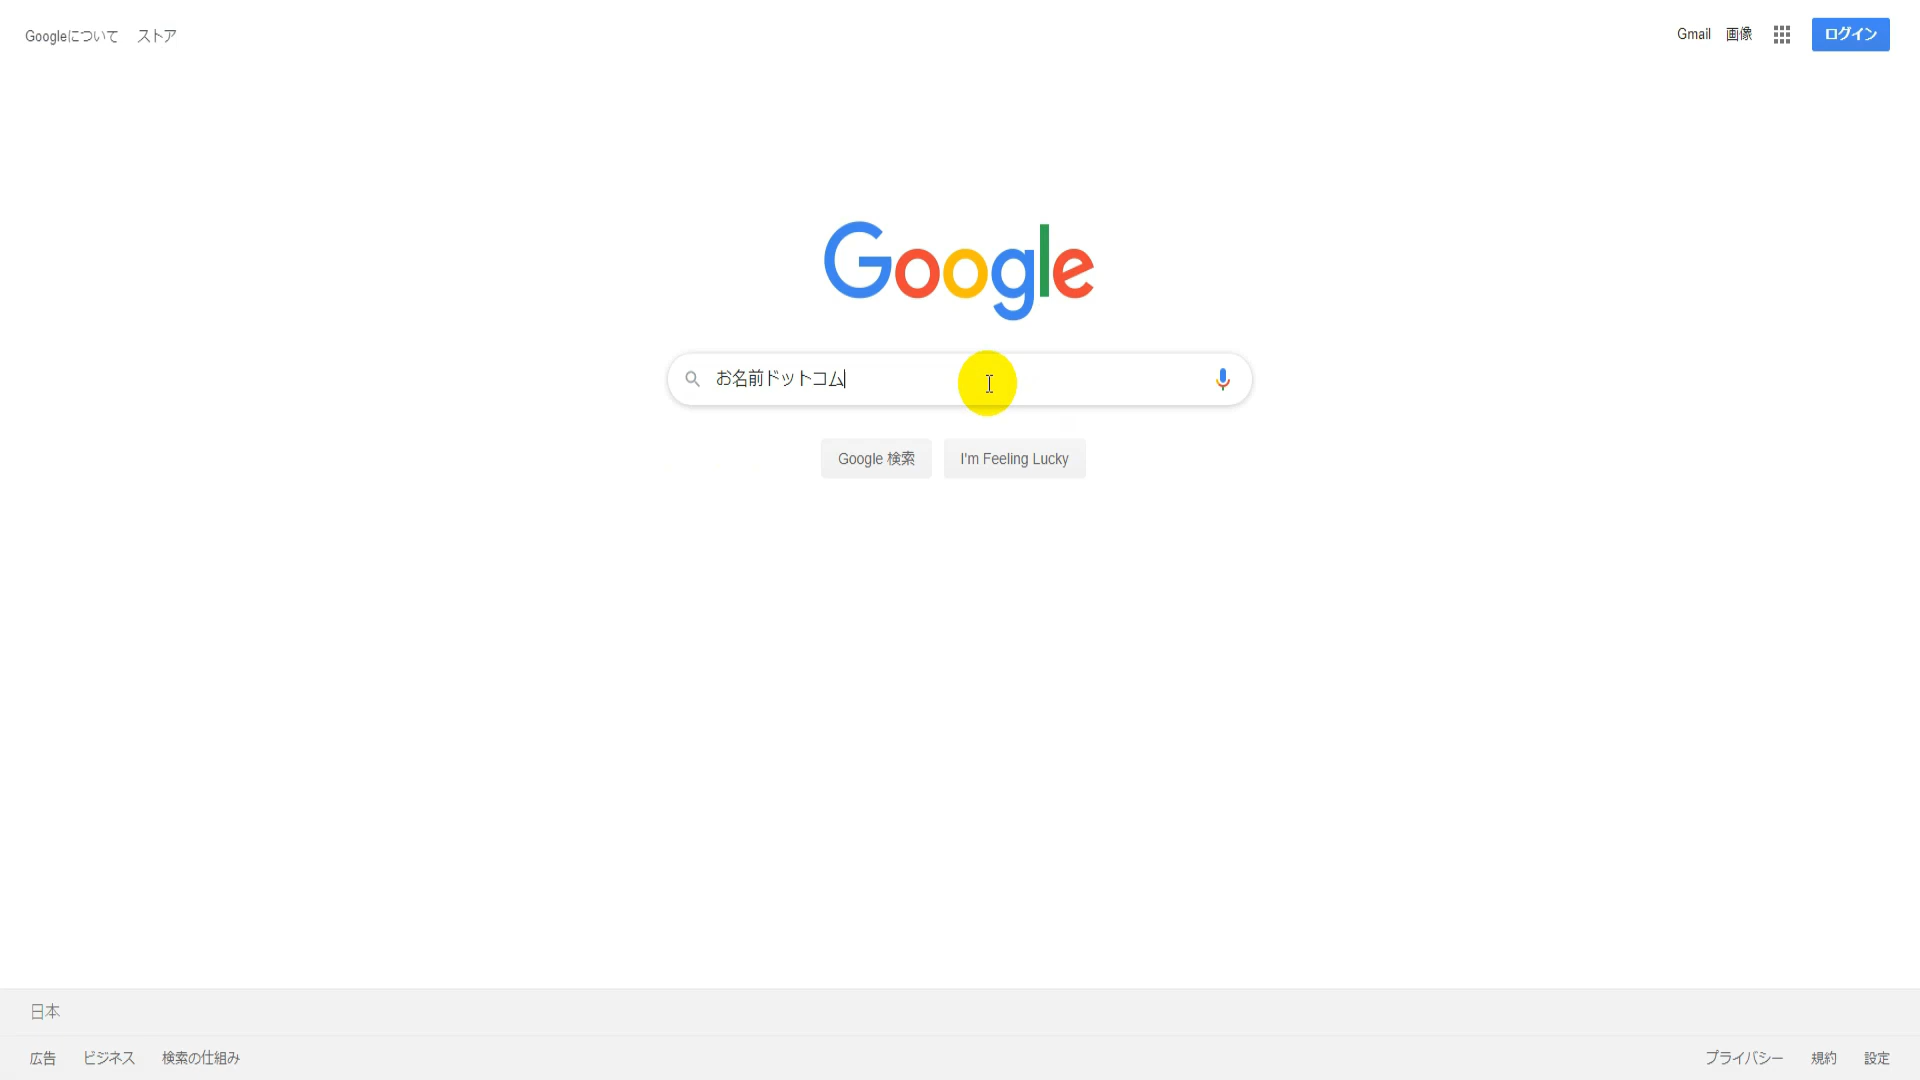 Googleについて ストア
Gmail 画像 ログイン
Google
お名前ドットコム
Google 検索 I'm Feeling Lucky
日本
広告 ビジネス 検索の仕組み
プライバシー 規約 設定